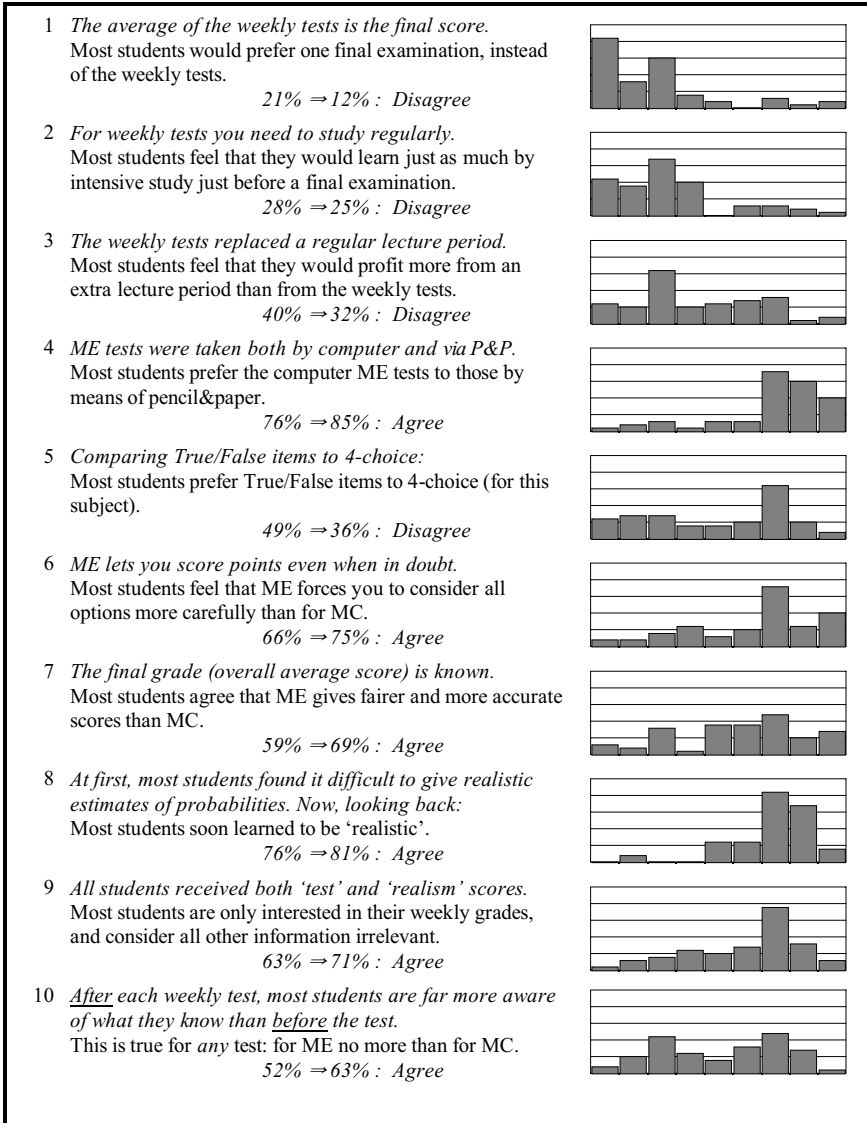 1 The average of the weekly tests is the final score.
Most students would prefer one final examination, instead
of the weekly tests.
21% ⇒ 12% : Disagree
2 For weekly tests you need to study regularly.
Most students feel that they would learn just as much by
intensive study just before a final examination.
28% ⇒ 25% : Disagree
3 The weekly tests replaced a regular lecture period.
Most students feel that they would profit more from an
extra lecture period than from the weekly tests.
40% ⇒ 32% : Disagree
4 ME tests were taken both by computer and via P&P.
Most students prefer the computer ME tests to those by
means of pencil&paper.
76% ⇒ 85% : Agree
5 Comparing True/False items to 4-choice:
Most students prefer True/False items to 4-choice (for this
subject).
49% ⇒ 36% : Disagree
6 ME lets you score points even when in doubt.
Most students feel that ME forces you to consider all
options more carefully than for MC.
66% ⇒ 75% : Agree
7 The final grade (overall average score) is known.
Most students agree that ME gives fairer and more accurate
scores than MC.
59% ⇒ 69% : Agree
8 At first, most students found it difficult to give realistic
estimates of probabilities. Now, looking back:
Most students soon learned to be ‘realistic’.
76% ⇒ 81% : Agree
9 All students received both ‘test’ and ‘realism’ scores.
Most students are only interested in their weekly grades,
and consider all other information irrelevant.
63% ⇒ 71% : Agree
10 After each weekly test, most students are far more aware
of what they know than before the test.
This is true for any test: for ME no more than for MC.
52% ⇒ 63% : Agree